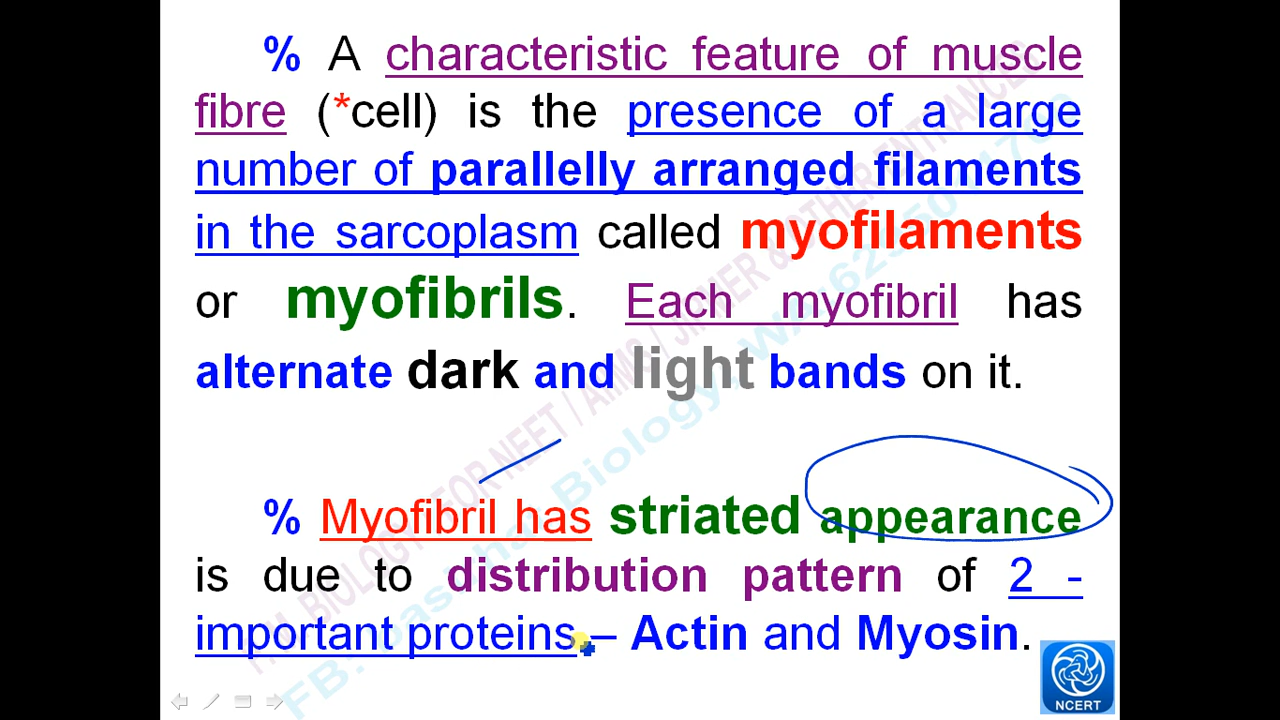 % A characteristic feature of muscle
fibre (*cell) is the presence of a large
number of parallelly arranged filaments
in the sarcoplasm called myofilaments
or myofibrils. Each myofibril has
alternate dark and light bands on it.
% Myofibril has striated appearance
is due to distribution pattern of 2 -
important proteins – Actin and Myosin.
NCERT